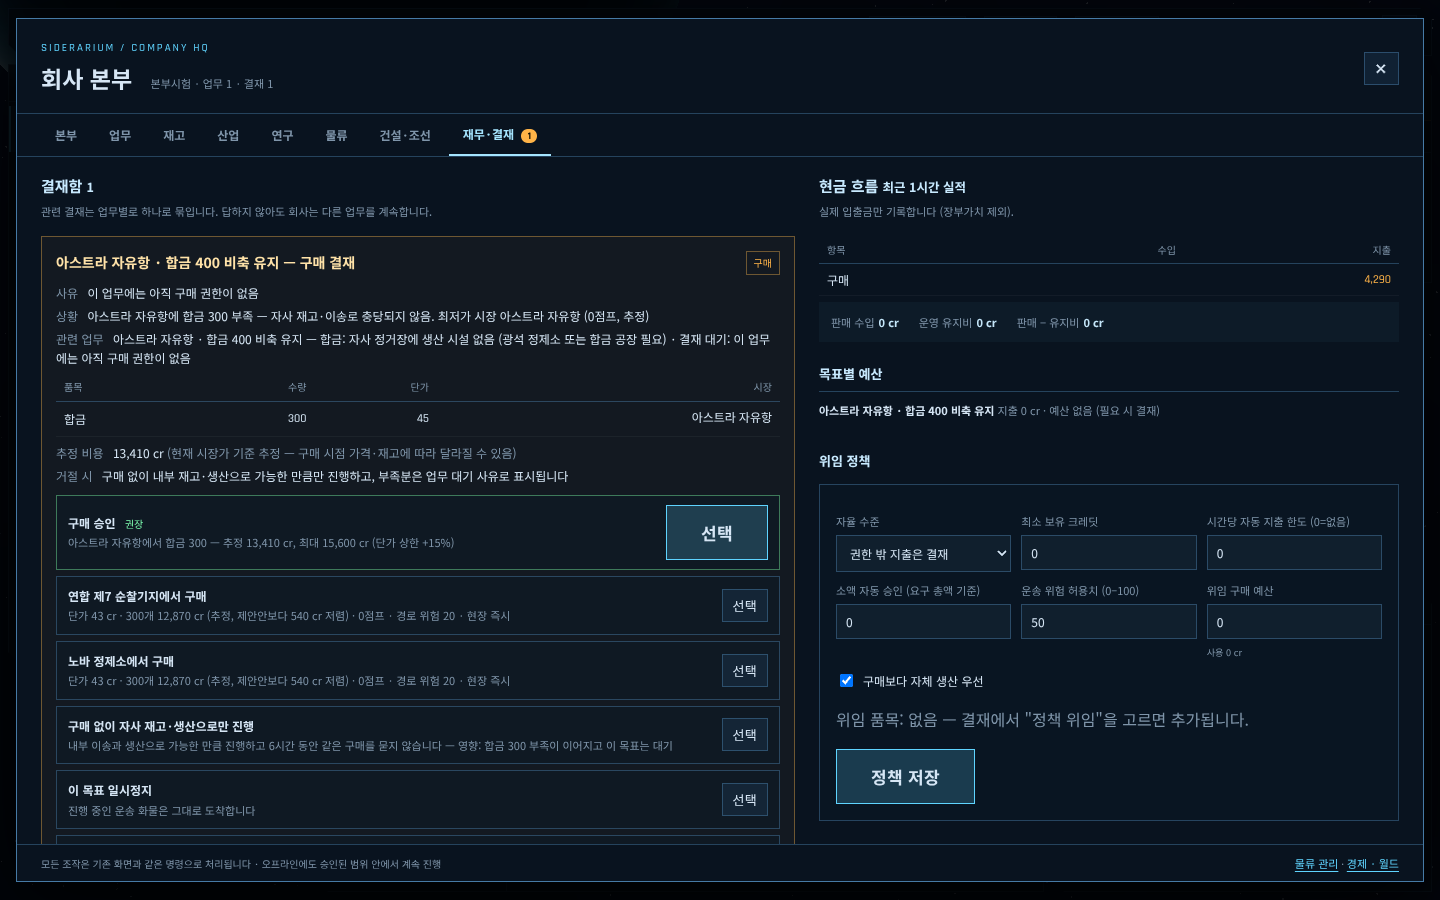 SIDERARIUM / COMPANY HQ
회사 본부 본부시험 · 업무 1 · 결재 1
×
본부 업무 재고 산업 연구 물류 건설·조선 재무·결재 1
결재함 1
관련 결재는 업무별로 하나로 묶입니다. 답하지 않아도 회사는 다른 업무를 계속합니다.
아스트라 자유항 · 합금 400 비축 유지 — 구매 결재 구매
사유 이 업무에는 아직 구매 권한이 없음
상황 아스트라 자유항에 합금 300 부족 — 자사 재고·이송로 충당되지 않음. 최저가 시장 아스트라 자유항 (0점프, 추정)
관련 업무 아스트라 자유항 · 합금 400 비축 유지 — 합금: 자사 정거장에 생산 시설 없음 (광석 정제소 또는 합금 공장 필요) · 결재 대기: 이 업무
에는 아직 구매 권한이 없음
품목 수량 단가 시장
합금 300 45 아스트라 자유항
추정 비용 13,410 cr (현재 시장가 기준 추정 — 구매 시점 가격·재고에 따라 달라질 수 있음)
거절 시 구매 없이 내부 재고·생산으로 가능한 만큼만 진행하고, 부족분은 업무 대기 사유로 표시됩니다
구매 승인 권장
아스트라 자유항에서 합금 300 — 추정 13,410 cr, 최대 15,600 cr (단가 상한 +15%)
선택
연합 제7 순찰기지에서 구매
단가 43 cr · 300개 12,870 cr (추정, 제안안보다 540 cr 저렴) · 0점프 · 경로 위험 20 · 현장 즉시
선택
노바 정제소에서 구매
단가 43 cr · 300개 12,870 cr (추정, 제안안보다 540 cr 저렴) · 0점프 · 경로 위험 20 · 현장 즉시
선택
구매 없이 자사 재고·생산으로만 진행
내부 이송과 생산으로 가능한 만큼 진행하고 6시간 동안 같은 구매를 묻지 않습니다 — 영향: 합금 300 부족이 이어지고 이 목표는 대기
선택
이 목표 일시정지
진행 중인 운송 화물은 그대로 도착합니다
선택
현금 흐름 최근 1시간 실적
실제 입출금만 기록합니다 (장부가치 제외).
항목 수입 지출
구매 4,290
판매 수입 0 cr 운영 유지비 0 cr 판매 − 유지비 0 cr
목표별 예산
아스트라 자유항 · 합금 400 비축 유지 지출 0 cr · 예산 없음 (필요 시 결재)
위임 정책
자율 수준 최소 보유 크레딧 시간당 자동 지출 한도 (0=없음)
권한 밖 지출은 결재 0 0
소액 자동 승인 (요구 총액 기준) 운송 위험 허용치 (0–100) 위임 구매 예산
0 50 0
사용 0 cr
구매보다 자체 생산 우선
위임 품목: 없음 — 결재에서 "정책 위임"을 고르면 추가됩니다.
정책 저장
모든 조작은 기존 화면과 같은 명령으로 처리됩니다 · 오프라인에도 승인된 범위 안에서 계속 진행
물류 관리 · 경제 · 월드